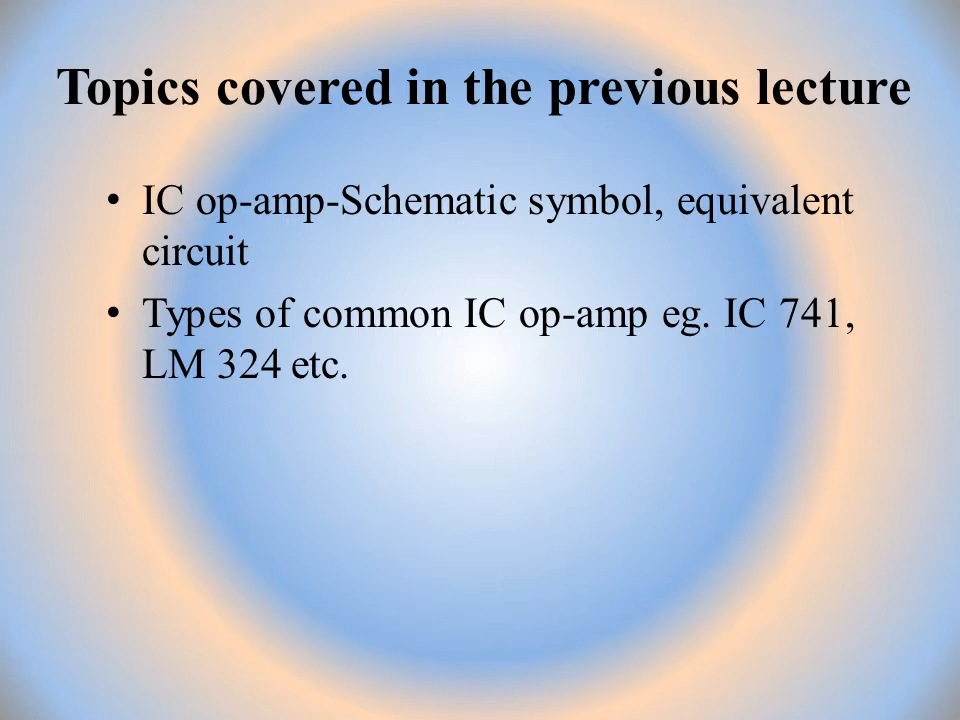 Topics covered in the previous lecture
• IC op-amp-Schematic symbol, equivalent
circuit
• Types of common IC op-amp eg. IC 741,
LM 324 etc.